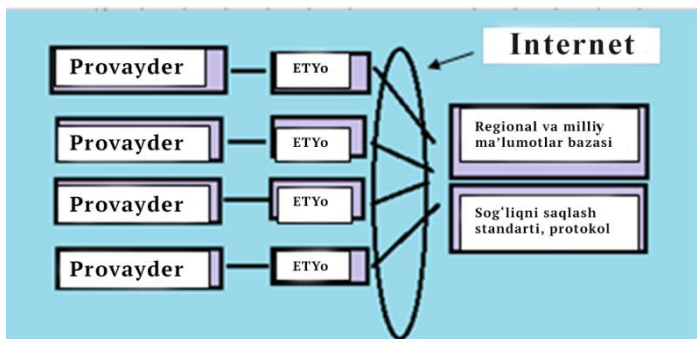 Internet
Provayder ETYo
Provayder ETYo
Provayder ETYo
Provayder ETYo
Regional va milliy
ma’lumotlar bazasi
Sog‘liqni saqlash
standarti, protokol